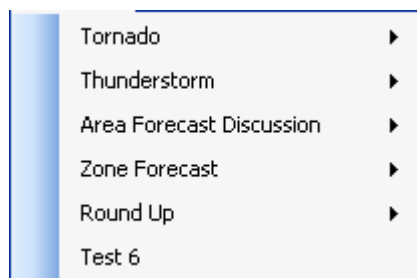 Tornado
Thunderstorm
Area Forecast Discussion
Zone Forecast
Round Up
Test 6